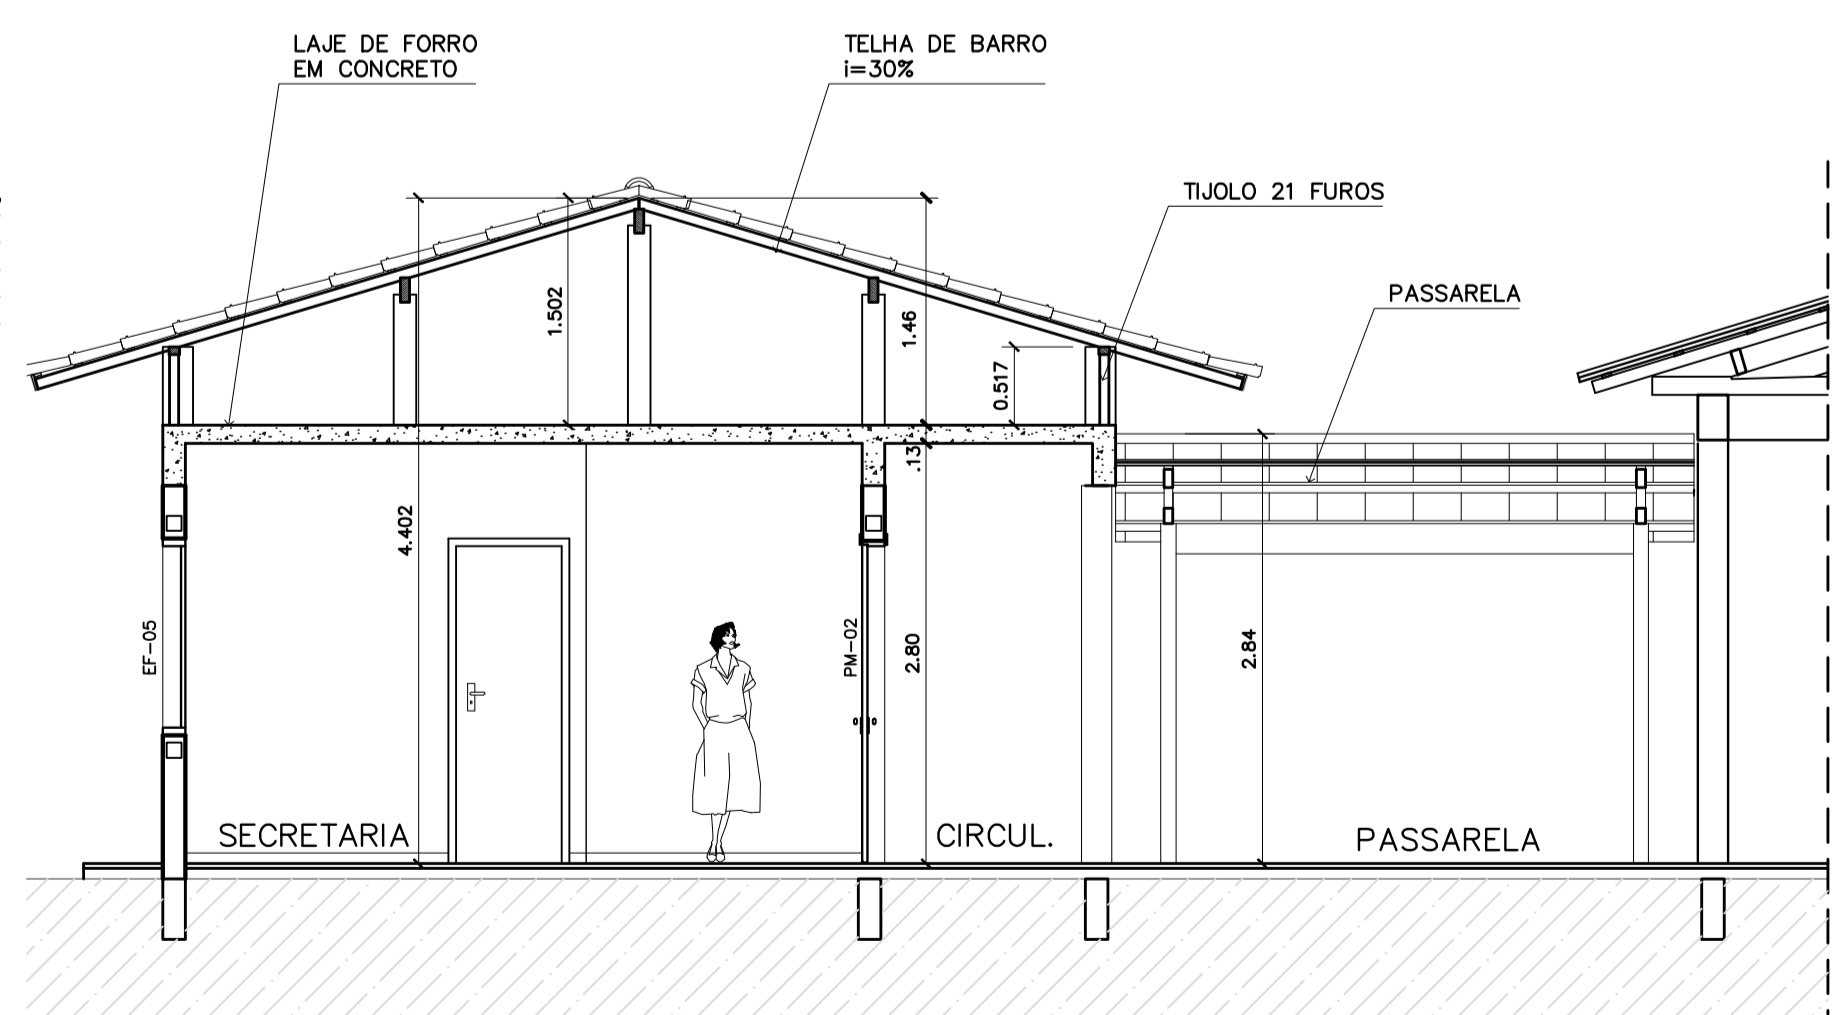 LAJE DE FORRO
EM CONCRETO
TELHA DE BARRO
i=30%
TIJOLO 21 FUROS
PASSARELA
1.502
1.46
0.517
.13
4.402
EF-05
PM-02
2.80
2.84
SECRETARIA
CIRCUL.
PASSARELA